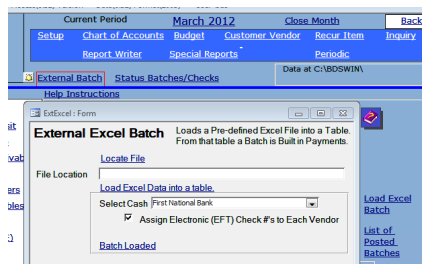 Current Period March 2012 Close Month Back
Setup Chart of Accounts Budget Customer Vendor Recur Item Inquiry
Report Writer Special Reports Periodic
External Batch Status Batches/Checks Data at C:\BDSWIN\
Help Instructions
ExtExcel : Form
External Excel Batch Loads a Pre-defined Excel File into a Table.
From that table a Batch is Built in Payments.
Locate File
File Location
Load Excel Data into a table.
Select Cash First National Bank
Assign Electronic (EFT) Check #'s to Each Vendor
Batch Loaded
Load Excel
Batch
List of
Posted
Batches